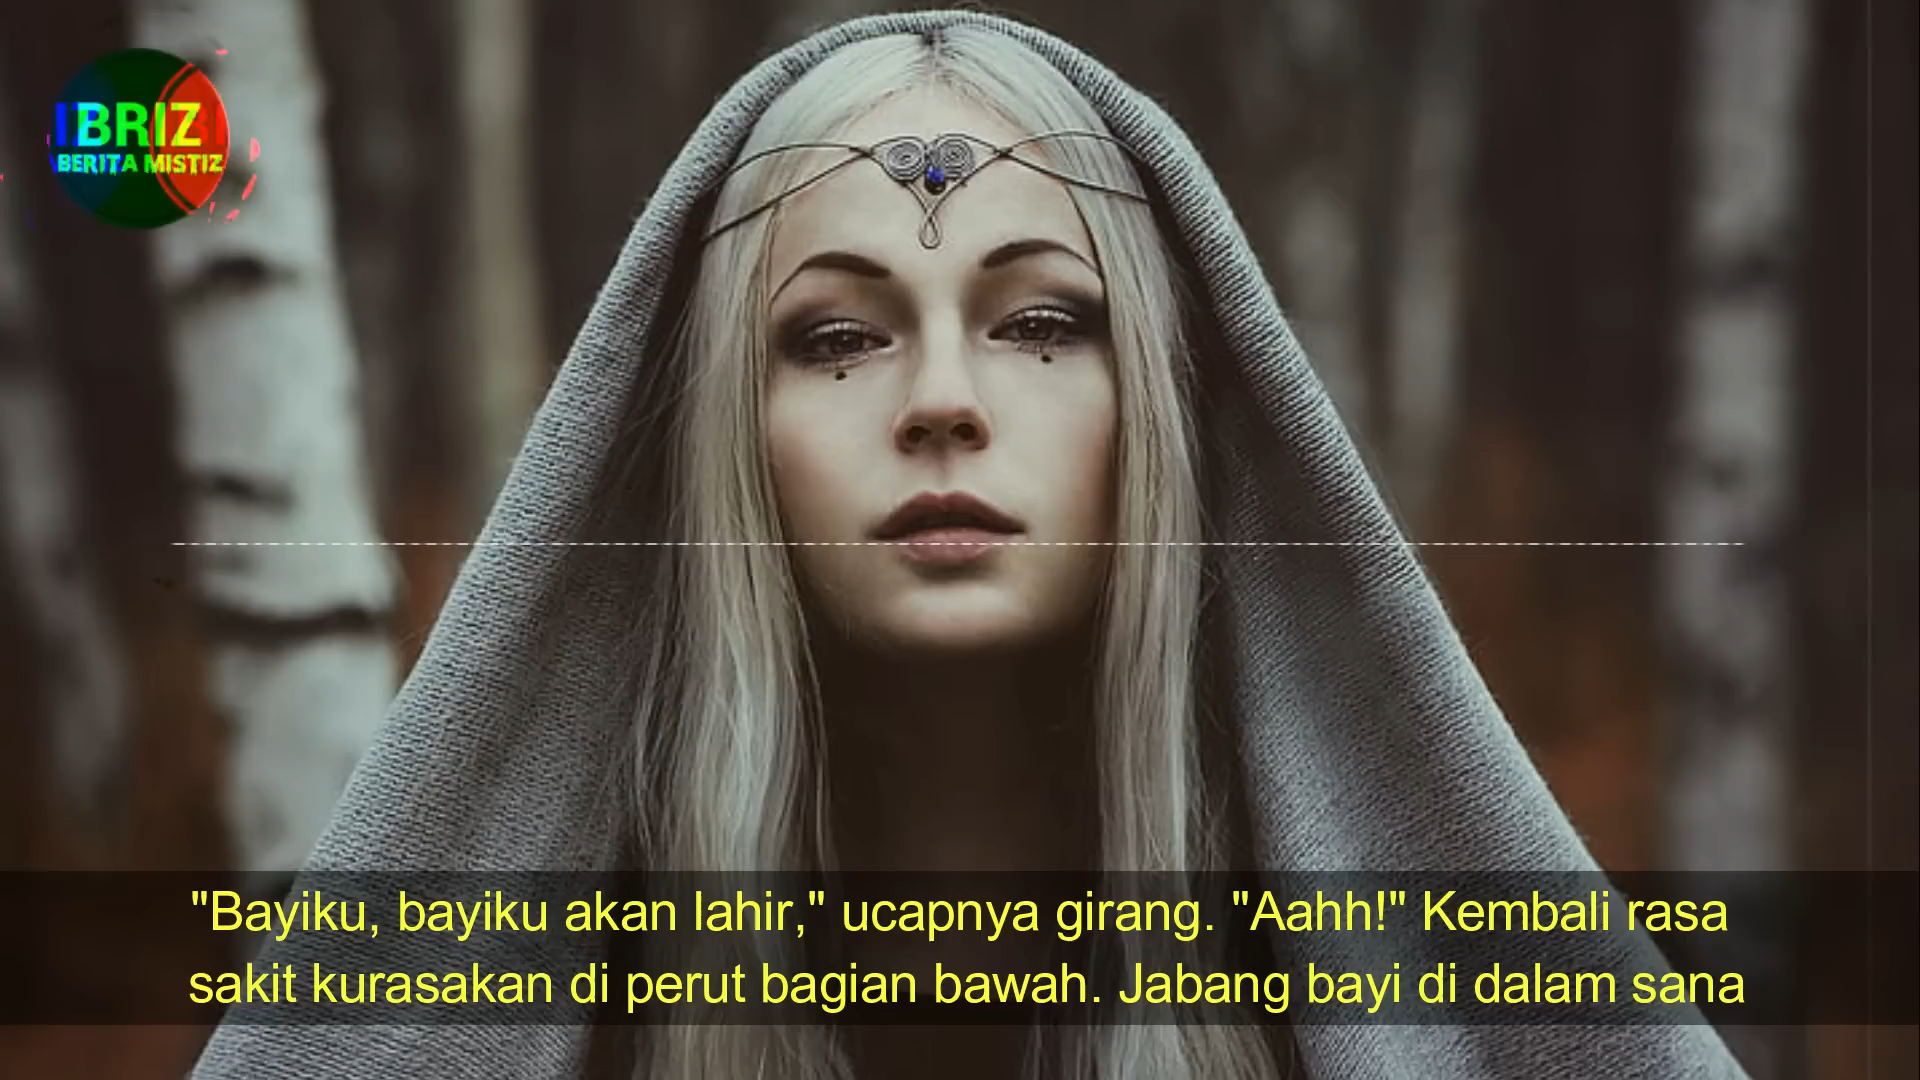 IBRIZ
BERITA MISTIZ
"Bayiku, bayiku akan lahir," ucapnya girang. "Aahh!" Kembali rasa
sakit kurasakan di perut bagian bawah. Jabang bayi di dalam sana